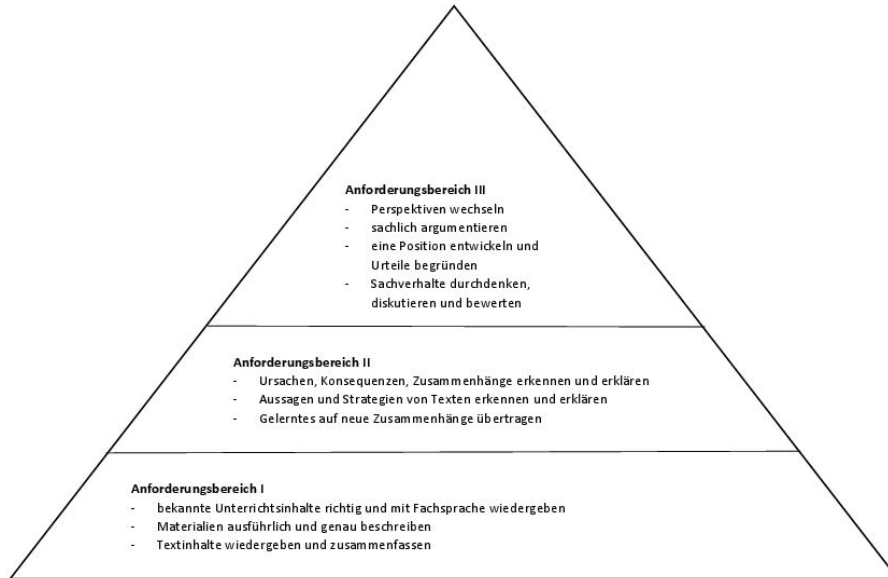 Anforderungsbereich III
- Perspektiven wechseln
- sachlich argumentieren
- eine Position entwickeln und
Urteile begründen
- Sachverhalte durchdenken,
diskutieren und bewerten
Anforderungsbereich II
- Ursachen, Konsequenzen, Zusammenhänge erkennen und erklären
- Aussagen und Strategien von Texten erkennen und erklären
- Gelerntes auf neue Zusammenhänge übertragen
Anforderungsbereich I
- bekannte Unterrichtsinhalte richtig und mit Fachsprache wiedergeben
- Materialien ausführlich und genau beschreiben
- Textinhalte wiedergeben und zusammenfassen